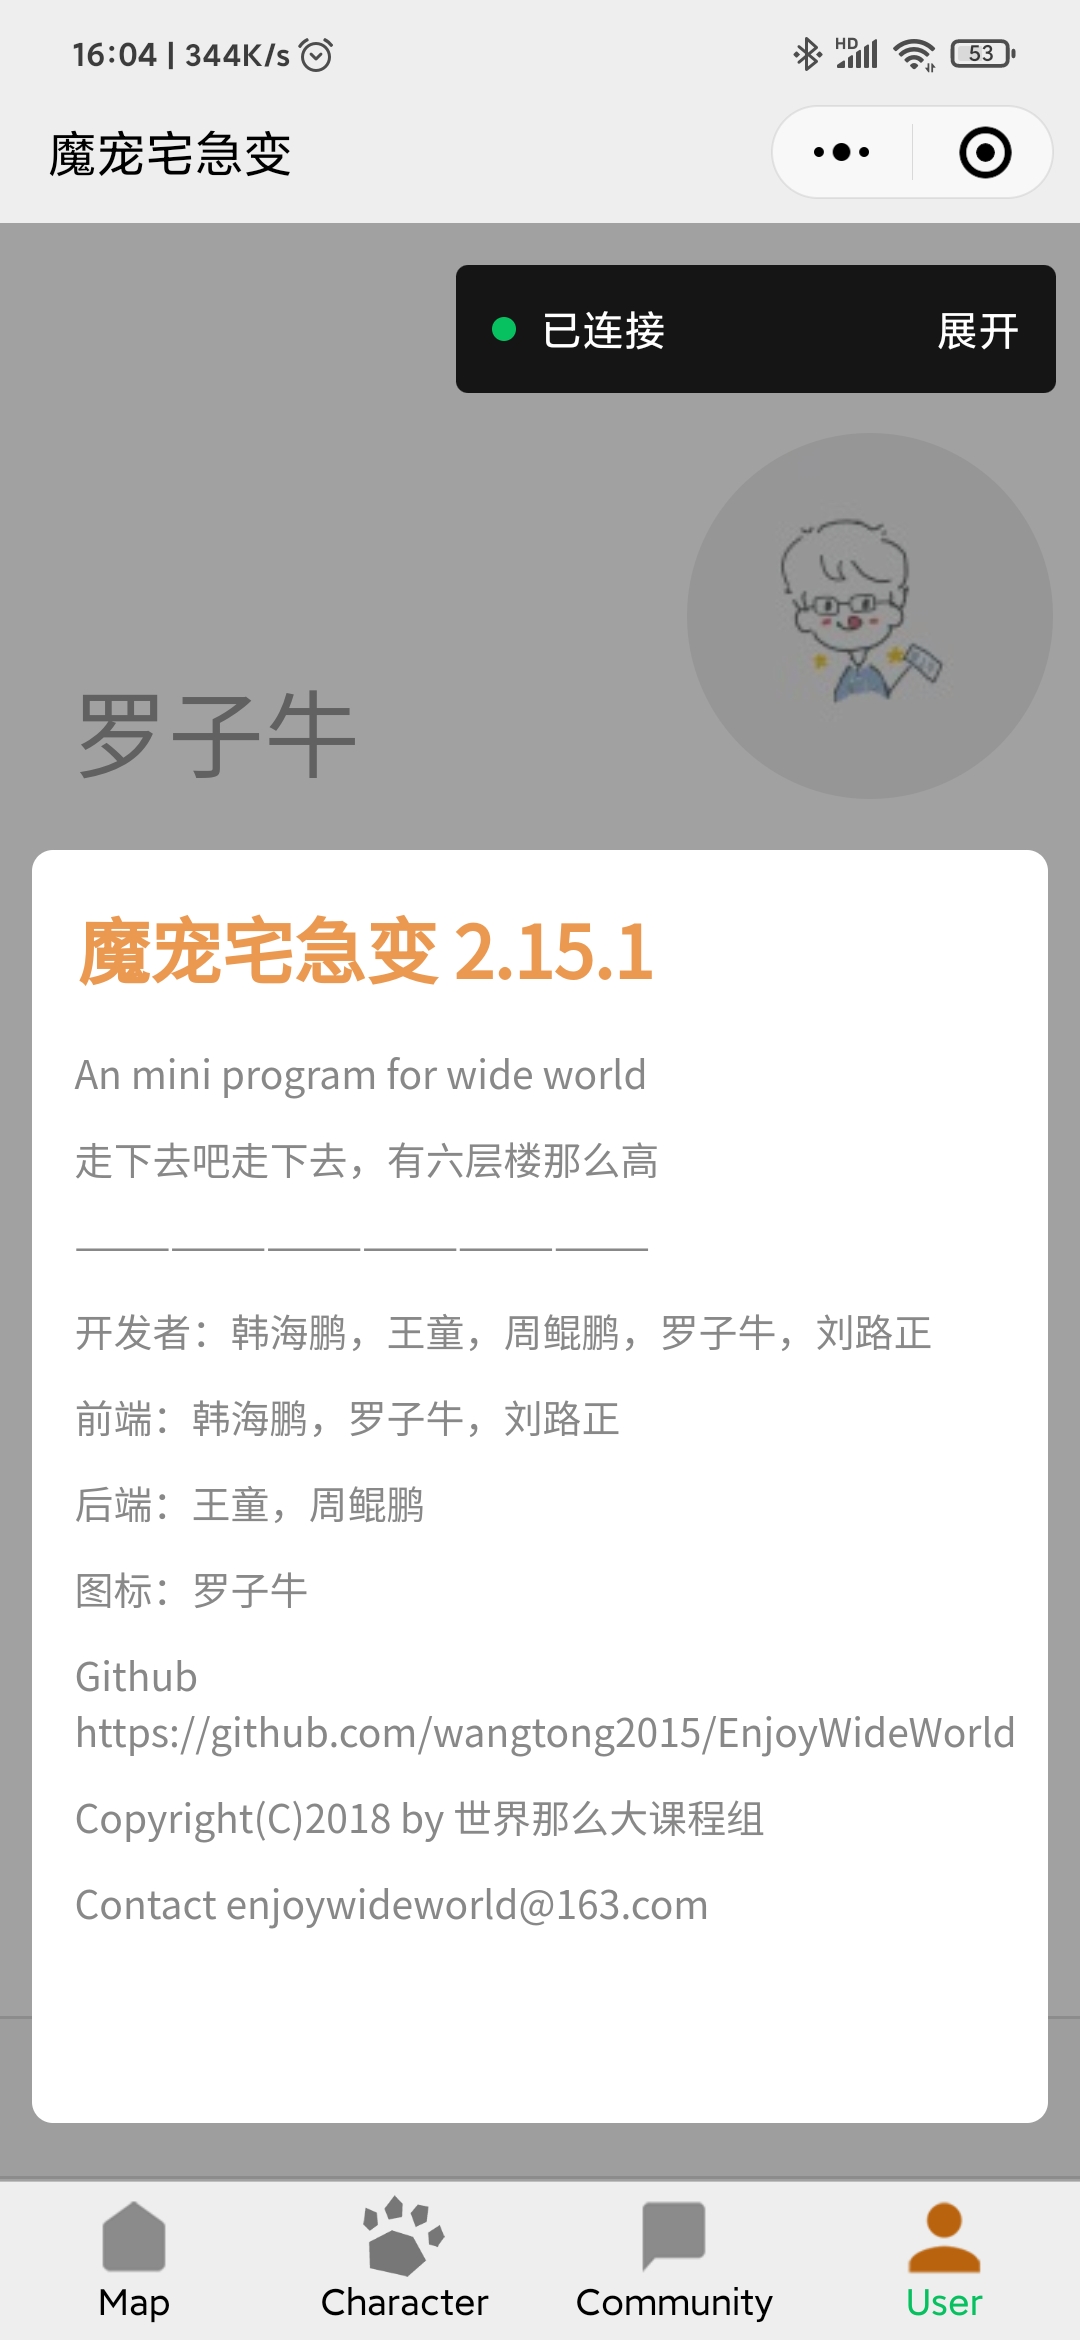 16:04 | 344K/s
HD
53
魔宠宅急变
已连接 展开
罗子牛
魔宠宅急变 2.15.1
An mini program for wide world
走下去吧走下去，有六层楼那么高
——————————————————
开发者：韩海鹏，王童，周鲲鹏，罗子牛，刘路正
前端：韩海鹏，罗子牛，刘路正
后端：王童，周鲲鹏
图标：罗子牛
Github
https://github.com/wangtong2015/EnjoyWideWorld
Copyright(C)2018 by 世界那么大课程组
Contact enjoywideworld@163.com
Map Character Community User